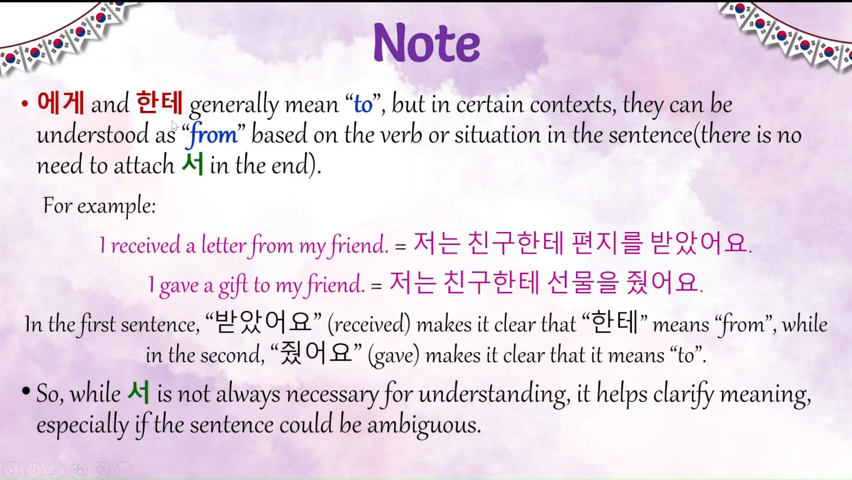 Note
• 에게 and 한테 generally mean “to”, but in certain contexts, they can be
understood as “from” based on the verb or situation in the sentence(there is no
need to attach 서 in the end).
For example:
I received a letter from my friend. = 저는 친구한테 편지를 받았어요.
I gave a gift to my friend. = 저는 친구한테 선물을 줬어요.
In the first sentence, “받았어요” (received) makes it clear that “한테” means “from”, while
in the second, “줬어요” (gave) makes it clear that it means “to”.
• So, while 서 is not always necessary for understanding, it helps clarify meaning,
especially if the sentence could be ambiguous.